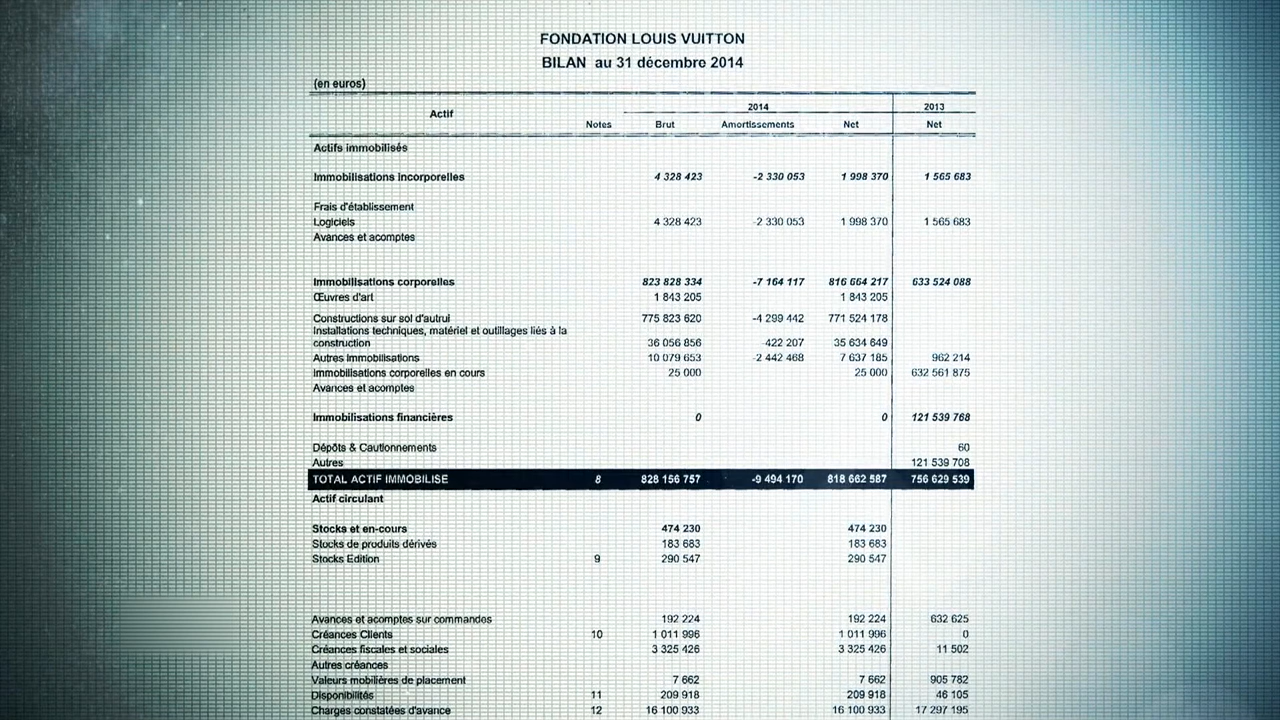 FONDATION LOUIS VUITTON
BILAN au 31 décembre 2014
(en euros)
Actif 2014 2013
Notes Brut Amortissements Net Net
Actifs immobilisés
Immobilisations incorporelles 4 328 423 -2 330 053 1 998 370 1 565 683
Frais d'établissement
Logiciels 4 328 423 -2 330 053 1 998 370 1 565 683
Avances et acomptes
Immobilisations corporelles 823 828 334 -7 164 117 816 664 217 633 524 088
Œuvres d'art 1 843 205 1 843 205
Constructions sur sol d'autrui 775 823 620 -4 299 442 771 524 178
Installations techniques, matériel et outillages liés à la
construction 36 056 856 422 207 35 634 649
Autres immobilisations 10 079 653 -2 442 468 7 637 185 962 214
Immobilisations corporelles en cours 25 000 25 000 632 561 875
Avances et acomptes
Immobilisations financières 0 0 121 539 768
Dépôts & Cautionnements 60
Autres 121 539 708
TOTAL ACTIF IMMOBILISE 8 828 156 757 -9 494 170 818 662 587 756 629 539
Actif circulant
Stocks et en-cours 474 230 474 230
Stocks de produits dérivés 183 683 183 683
Stocks Edition 9 290 547 290 547
Avances et acomptes sur commandes 192 224 192 224 632 625
Créances Clients 10 1 011 996 1 011 996 0
Créances fiscales et sociales 3 325 426 3 325 426 11 502
Autres créances
Valeurs mobilières de placement 7 662 7 662 905 782
Disponibilités 11 209 918 209 918 46 105
Charges constatées d'avance 12 16 100 933 16 100 933 17 297 195